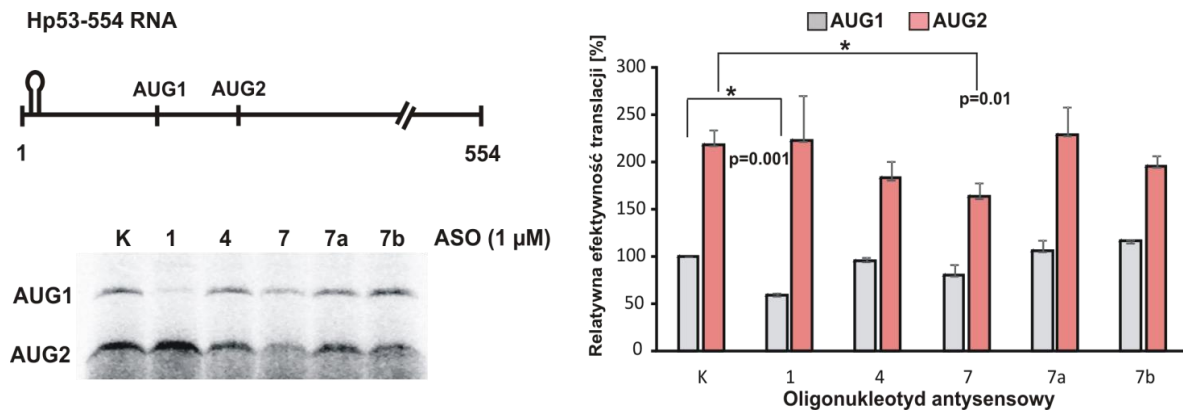 Hp53-554 RNA
AUG1 AUG2
1 554
K 1 4 7 7a 7b ASO (1 µM)
AUG1
AUG2
AUG1 AUG2
Relatywna efektywność translacji [%]
300
250
200
150
100
50
0
*
*
p=0.01
p=0.001
K 1 4 7 7a 7b
Oligonukleotyd antysensowy